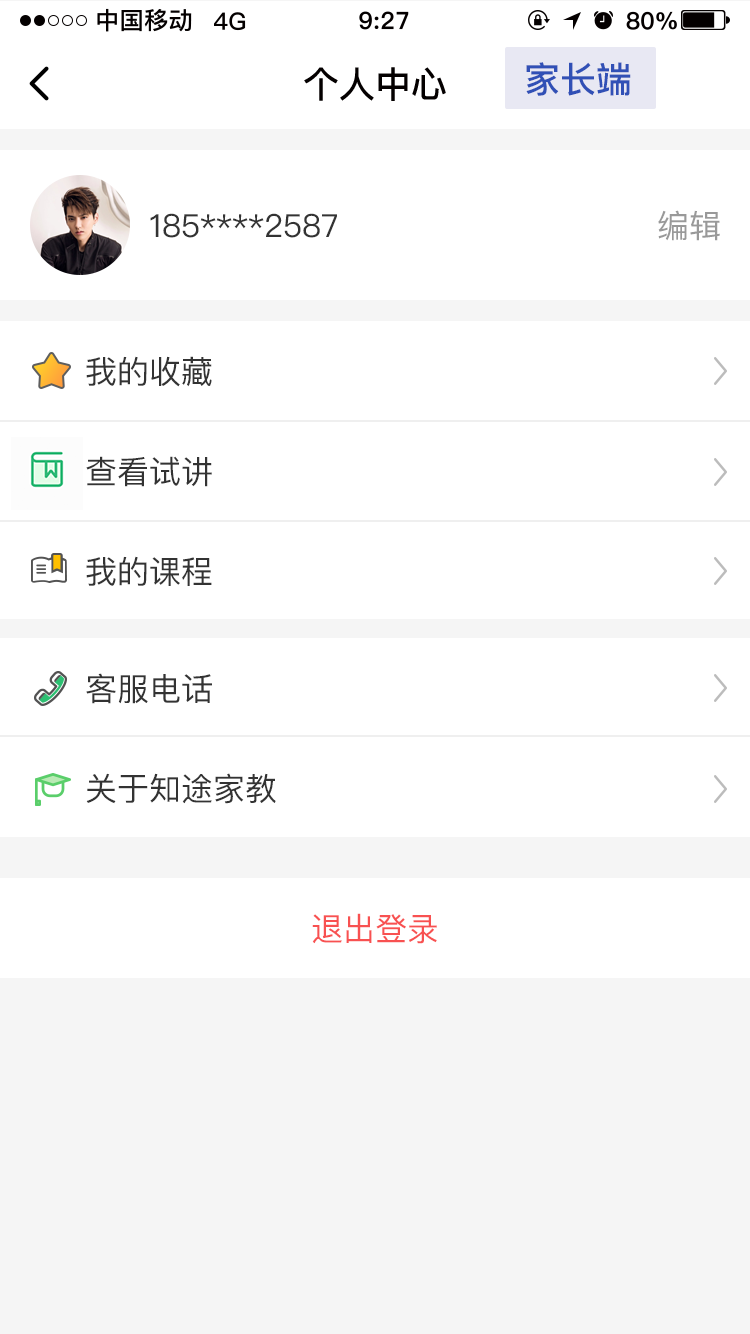 中国移动 4G 9:27 80%
个人中心 家长端
185****2587 编辑
我的收藏
查看试讲
我的课程
客服电话
关于知途家教
退出登录